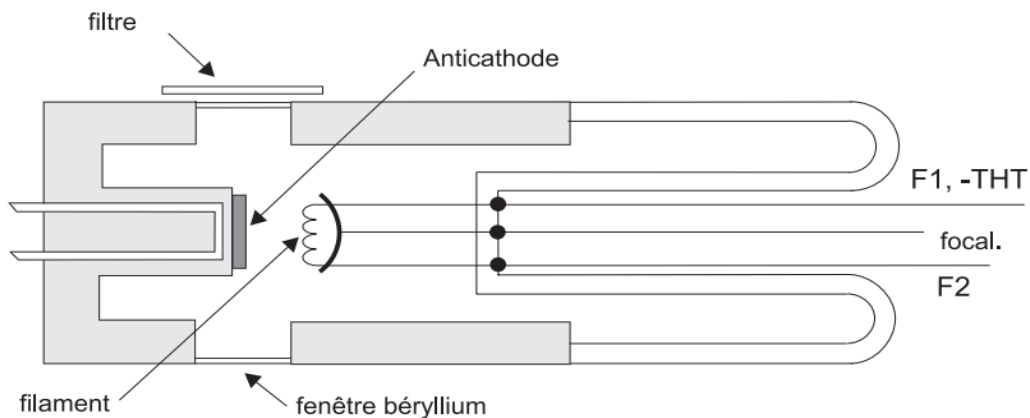 filtre
Anticathode
F1, -THT
focal.
F2
filament
fenêtre béryllium